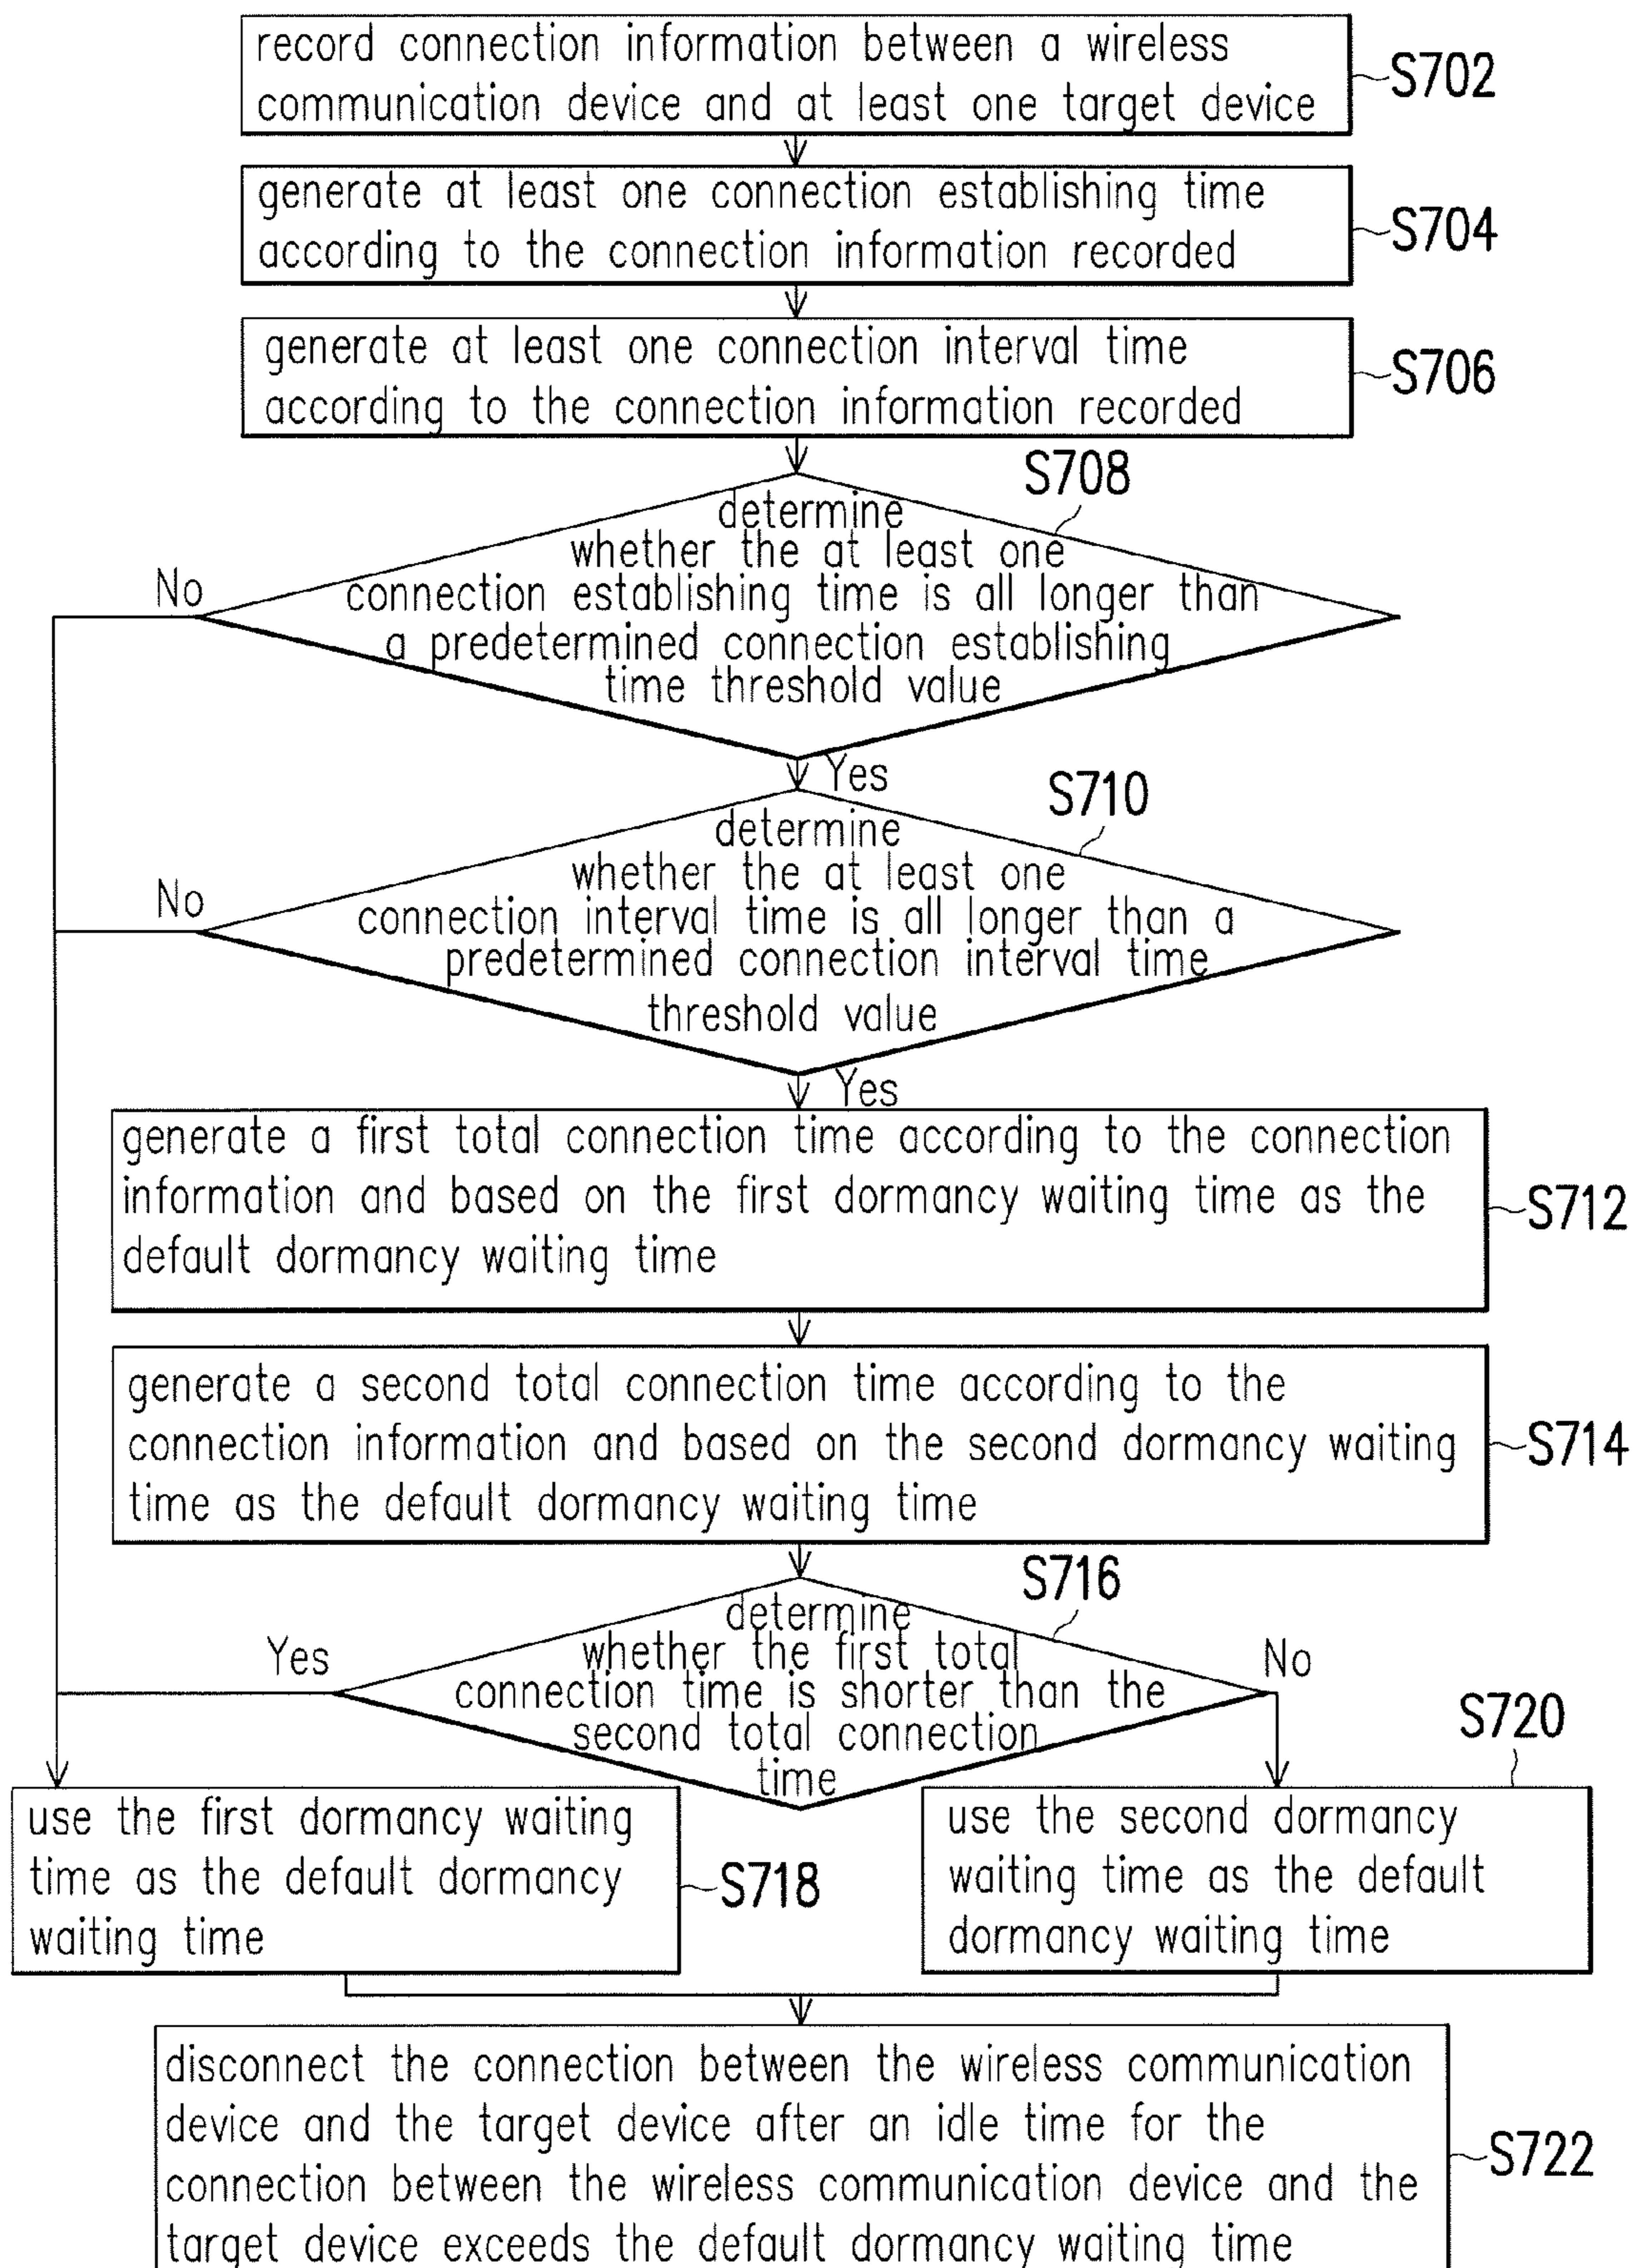 record connection information between a wireless
communication device and at least one target device
S702
generate at least one connection establishing time
according to the connection information recorded
S704
generate at least one connection interval time
according to the connection information recorded
S706
S708
determine
whether the at least one
connection establishing time is all longer than
a predetermined connection establishing
time threshold value
No
Yes
S710
determine
whether the at least one
connection interval time is all longer than a
predetermined connection interval time
threshold value
No
Yes
generate a first total connection time according to the connection
information and based on the first dormancy waiting time as the
default dormancy waiting time
S712
generate a second total connection time according to the
connection information and based on the second dormancy waiting
time as the default dormancy waiting time
S714
S716
determine
whether the first total
connection time is shorter than the
second total connection
time
Yes
No
use the first dormancy waiting
time as the default dormancy
waiting time
S718
S720
use the second dormancy
waiting time as the default
dormancy waiting time
disconnect the connection between the wireless communication
device and the target device after an idle time for the
connection between the wireless communication device and the
target device exceeds the default dormancy waiting time
S722